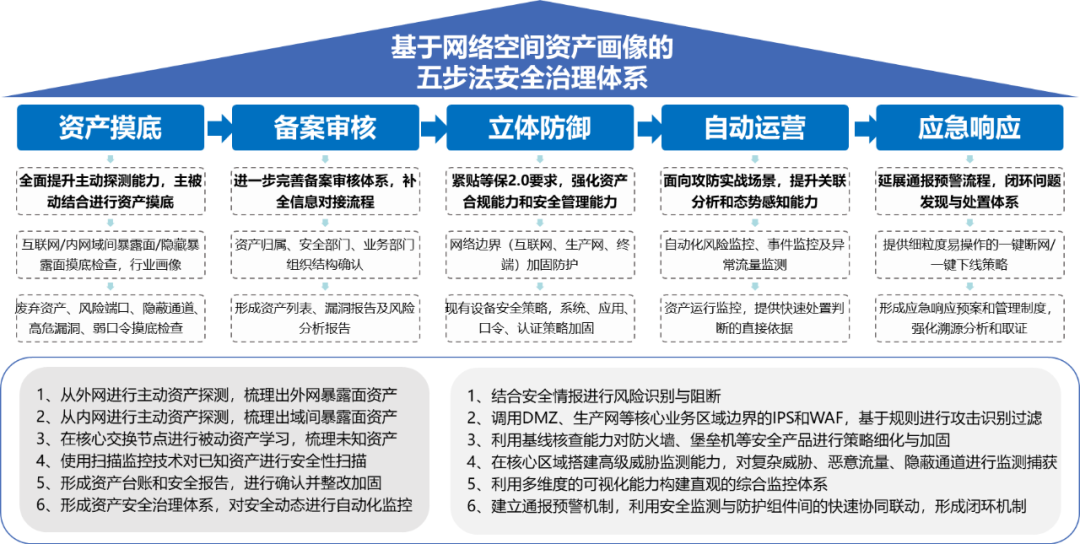 基于网络空间资产画像的
五步法安全治理体系
资产摸底
备案审核
立体防御
自动运营
应急响应
全面提升主动探测能力，主被
动结合进行资产摸底
进一步完善备案审核体系，补
全信息对接流程
紧贴等保2.0要求，强化资产
合规能力和安全管理能力
面向攻防实战场景，提升关联
分析和态势感知能力
延展通报预警流程，闭环问题
发现与处置体系
互联网/内网域间暴露面/隐藏暴
露面摸底检查，行业画像
资产归属、安全部门、业务部门
组织结构确认
网络边界（互联网、生产网、终
端）加固防护
自动化风险监控、事件监控及异
常流量监测
提供细粒度易操作的一键断网/
一键下线策略
废弃资产、风险端口、隐蔽通道、
高危漏洞、弱口令摸底检查
形成资产列表、漏洞报告及风险
分析报告
现有设备安全策略，系统、应用、
口令、认证策略加固
资产运行监控，提供快速处置判
断的直接依据
形成应急响应预案和管理制度，
强化溯源分析和取证
1、从外网进行主动资产探测，梳理出外网暴露面资产
2、从内网进行主动资产探测，梳理出域间暴露面资产
3、在核心交换节点进行被动资产学习，梳理未知资产
4、使用扫描监控技术对已知资产进行安全性扫描
5、形成资产台账和安全报告，进行确认并整改加固
6、形成资产安全治理体系，对安全动态进行自动化监控
1、结合安全情报进行风险识别与阻断
2、调用DMZ、生产网等核心业务区域边界的IPS和WAF，基于规则进行攻击识别过滤
3、利用基线核查能力对防火墙、堡垒机等安全产品进行策略细化与加固
4、在核心区域搭建高级威胁监测能力，对复杂威胁、恶意流量、隐蔽通道进行监测捕获
5、利用多维度的可视化能力构建直观的综合监控体系
6、建立通报预警机制，利用安全监测与防护组件间的快速协同联动，形成闭环机制